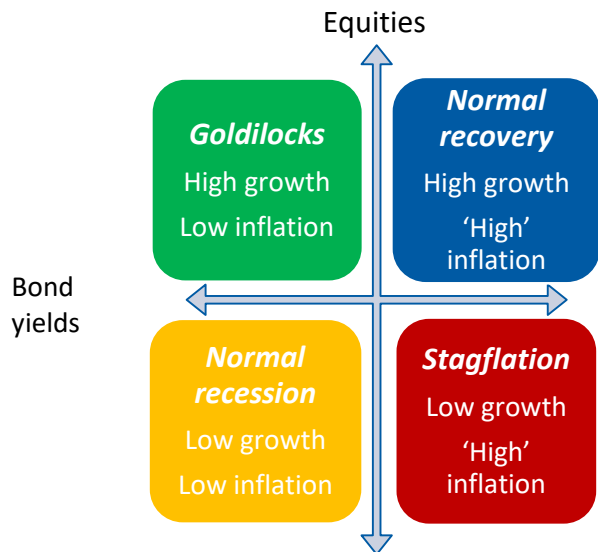 Equities
Goldilocks
High growth
Low inflation
Normal
recovery
High growth
‘High’
inflation
Bond
yields
Normal
recession
Low growth
Low inflation
Stagflation
Low growth
‘High’
inflation